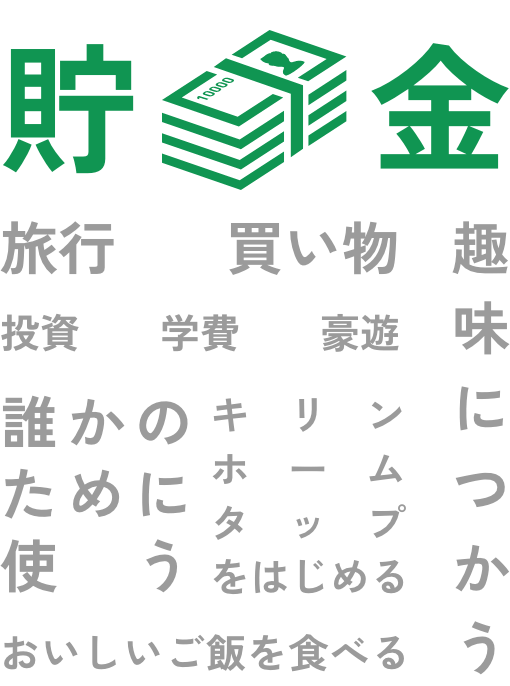 貯金
10000
旅行
買い物
投資
学費
豪遊
誰かの
ために
使う
キリン
ホーム
タップ
をはじめる
趣味につかう
おいしいご飯を食べる